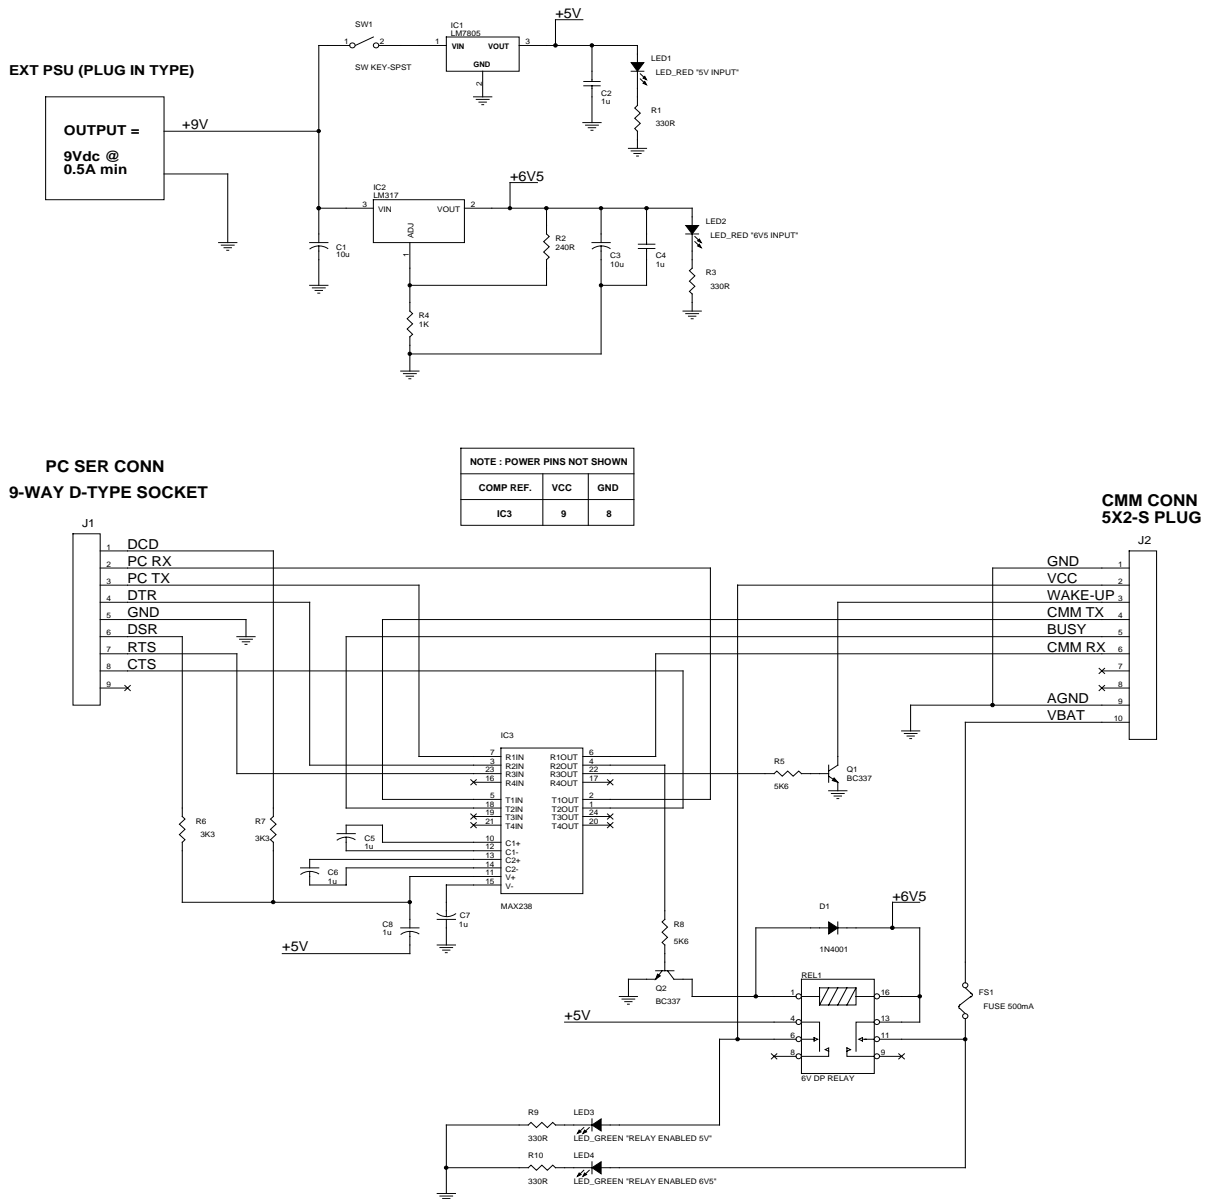 EXT PSU (PLUG IN TYPE)
OUTPUT =
9Vdc @
0.5A min
+9V
SW1
1 2
SW KEY-SPST
IC1
LM7805
1 VIN VOUT 3
GND
2
+5V
C2
1u
LED1
LED_RED "5V INPUT"
R1
330R
C1
10u
IC2
LM317
3 VIN VOUT 2
ADJ
1
+6V5
R2
240R
C3
10u
C4
1u
LED2
LED_RED "6V5 INPUT"
R3
330R
R4
1K
PC SER CONN
9-WAY D-TYPE SOCKET
J1
1 DCD
2 PC RX
3 PC TX
4 DTR
5 GND
6 DSR
7 RTS
8 CTS
9
NOTE : POWER PINS NOT SHOWN
COMP REF. VCC GND
IC3 9 8
CMM CONN
5X2-S PLUG
J2
GND 1
VCC 2
WAKE-UP 3
CMM TX 4
BUSY 5
CMM RX 6
7
8
AGND 9
VBAT 10
IC3
7 R1IN R1OUT 6
3 R2IN R2OUT 4
23 R3IN R3OUT 22
16 R4IN R4OUT 17
5 T1IN T1OUT 2
18 T2IN T2OUT 1
19 T3IN T3OUT 24
21 T4IN T4OUT 20
10 C1+
12 C1-
13 C2+
14 C2-
11 V+
15 V-
MAX238
R5
5K6
Q1
BC337
R6
3K3
R7
3K3
C5
1u
C6
1u
C8
1u
C7
1u
+5V
R8
5K6
Q2
BC337
D1
1N4001
+6V5
REL1
1 16
4 13
6 11
8 9
6V DP RELAY
+5V
FS1
FUSE 500mA
R9
330R
LED3
LED_GREEN "RELAY ENABLED 5V"
R10
330R
LED4
LED_GREEN "RELAY ENABLED 6V5"